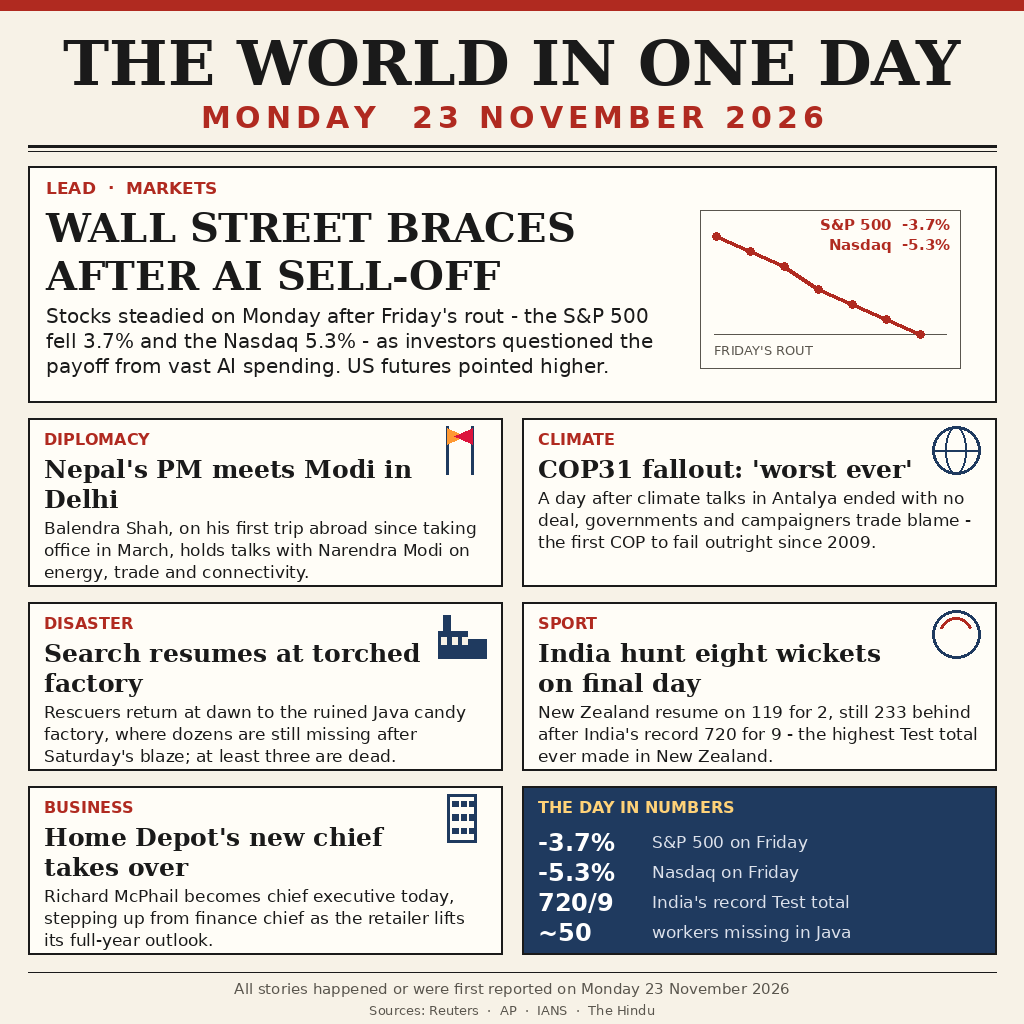 THE WORLD IN ONE DAY
MONDAY 23 NOVEMBER 2026
LEAD · MARKETS
WALL STREET BRACES
AFTER AI SELL-OFF
Stocks steadied on Monday after Friday's rout - the S&P 500
fell 3.7% and the Nasdaq 5.3% - as investors questioned the
payoff from vast AI spending. US futures pointed higher.
S&P 500 -3.7%
Nasdaq -5.3%
FRIDAY'S ROUT
DIPLOMACY
Nepal's PM meets Modi in
Delhi
Balendra Shah, on his first trip abroad since taking
office in March, holds talks with Narendra Modi on
energy, trade and connectivity.
CLIMATE
COP31 fallout: 'worst ever'
A day after climate talks in Antalya ended with no
deal, governments and campaigners trade blame -
the first COP to fail outright since 2009.
DISASTER
Search resumes at torched
factory
Rescuers return at dawn to the ruined Java candy
factory, where dozens are still missing after
Saturday's blaze; at least three are dead.
SPORT
India hunt eight wickets
on final day
New Zealand resume on 119 for 2, still 233 behind
after India's record 720 for 9 - the highest Test total
ever made in New Zealand.
BUSINESS
Home Depot's new chief
takes over
Richard McPhail becomes chief executive today,
stepping up from finance chief as the retailer lifts
its full-year outlook.
THE DAY IN NUMBERS
-3.7% S&P 500 on Friday
-5.3% Nasdaq on Friday
720/9 India's record Test total
~50 workers missing in Java
All stories happened or were first reported on Monday 23 November 2026
Sources: Reuters · AP · IANS · The Hindu